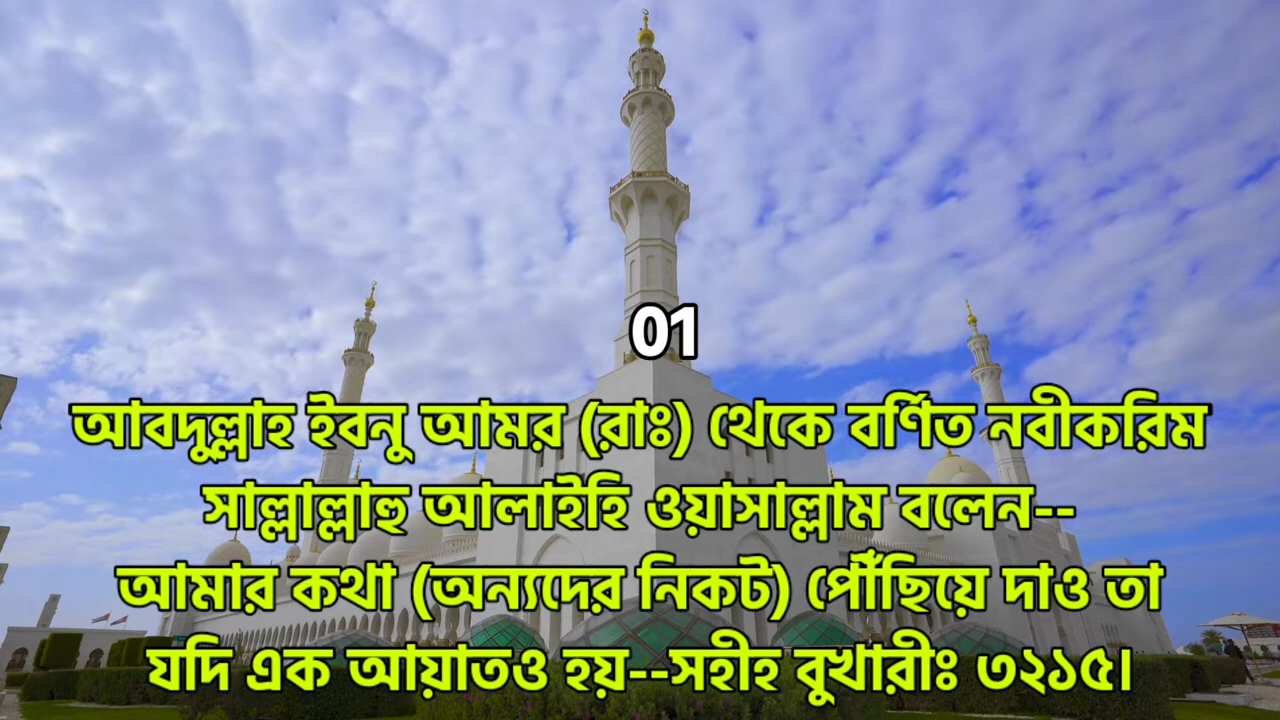 01
আবদুল্লাহ ইবনু আমর (রাঃ) থেকে বর্ণিত নবীকরিম
সাল্লাল্লাহু আলাইহি ওয়াসাল্লাম বলেন--
আমার কথা (অন্যদের নিকট) পৌঁছিয়ে দাও তা
যদি এক আয়াতও হয়--সহীহ বুখারীঃ ৩২১৫।